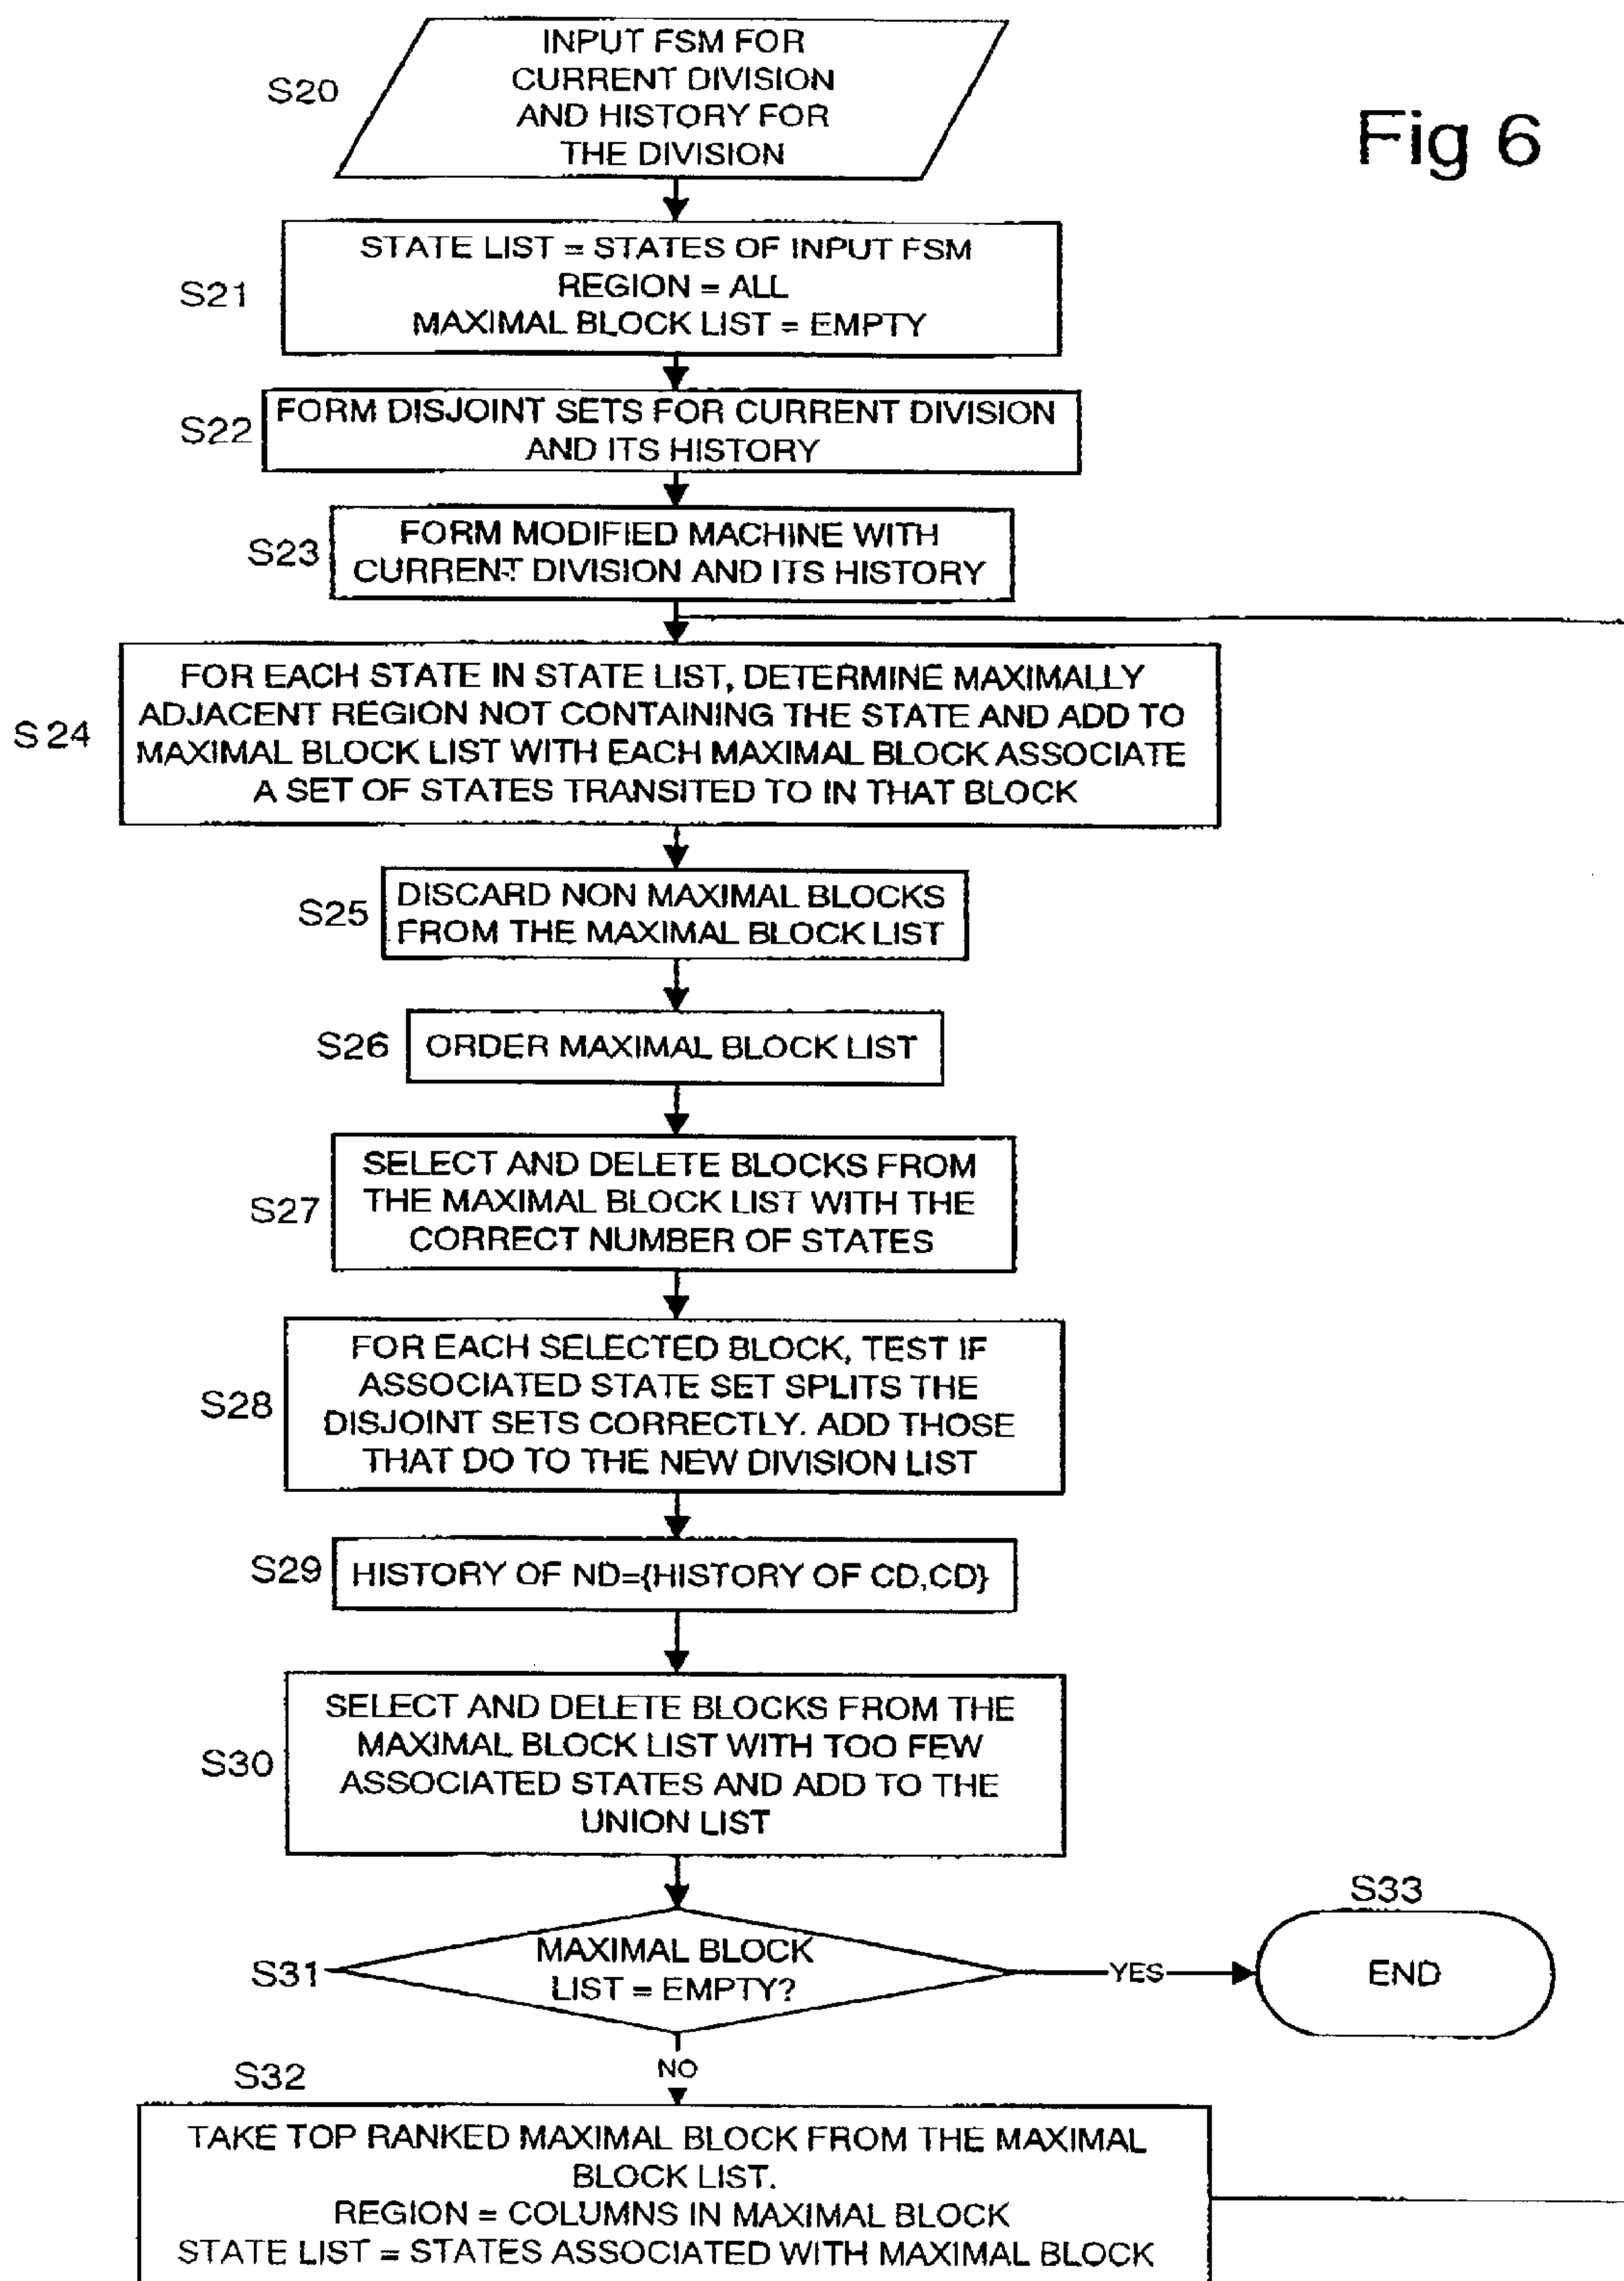 S20
INPUT FSM FOR
CURRENT DIVISION
AND HISTORY FOR
THE DIVISION
Fig 6
S21
STATE LIST = STATES OF INPUT FSM
REGION = ALL
MAXIMAL BLOCK LIST = EMPTY
S22
FORM DISJOINT SETS FOR CURRENT DIVISION
AND ITS HISTORY
S23
FORM MODIFIED MACHINE WITH
CURRENT DIVISION AND ITS HISTORY
S24
FOR EACH STATE IN STATE LIST, DETERMINE MAXIMALLY
ADJACENT REGION NOT CONTAINING THE STATE AND ADD TO
MAXIMAL BLOCK LIST WITH EACH MAXIMAL BLOCK ASSOCIATE
A SET OF STATES TRANSITED TO IN THAT BLOCK
S25
DISCARD NON MAXIMAL BLOCKS
FROM THE MAXIMAL BLOCK LIST
S26
ORDER MAXIMAL BLOCK LIST
S27
SELECT AND DELETE BLOCKS FROM
THE MAXIMAL BLOCK LIST WITH THE
CORRECT NUMBER OF STATES
S28
FOR EACH SELECTED BLOCK, TEST IF
ASSOCIATED STATE SET SPLITS THE
DISJOINT SETS CORRECTLY. ADD THOSE
THAT DO TO THE NEW DIVISION LIST
S29
HISTORY OF ND={HISTORY OF CD,CD}
S30
SELECT AND DELETE BLOCKS FROM THE
MAXIMAL BLOCK LIST WITH TOO FEW
ASSOCIATED STATES AND ADD TO THE
UNION LIST
S31
MAXIMAL BLOCK
LIST = EMPTY?
YES
S33
END
NO
S32
TAKE TOP RANKED MAXIMAL BLOCK FROM THE MAXIMAL
BLOCK LIST.
REGION = COLUMNS IN MAXIMAL BLOCK
STATE LIST = STATES ASSOCIATED WITH MAXIMAL BLOCK